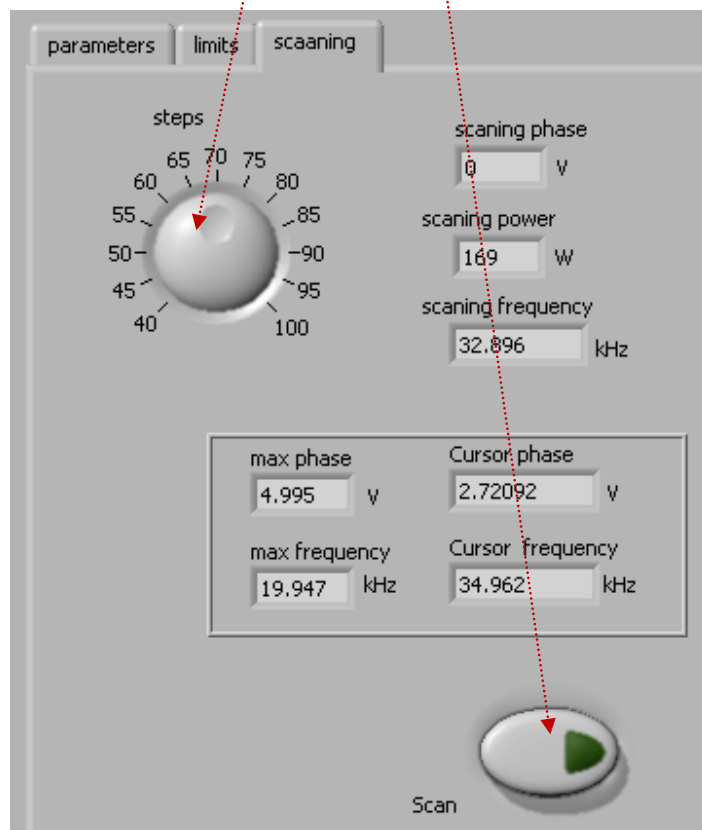 parameters limits scaaning
steps
40 45 50 55 60 65 70 75 80 85 90 95 100
scaning phase
0 V
scaning power
169 W
scaning frequency
32.896 kHz
max phase
4.995 V
Cursor phase
2.72092 V
max frequency
19.947 kHz
Cursor frequency
34.962 kHz
Scan